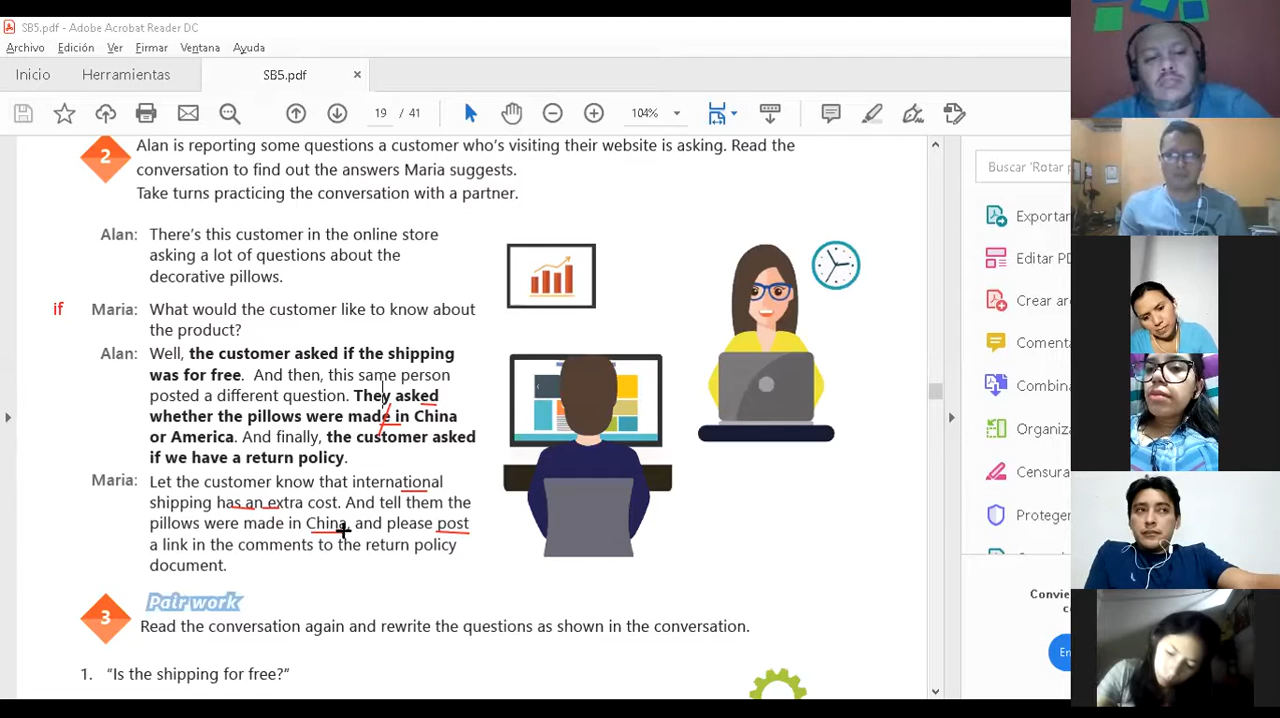 SB5.pdf - Adobe Acrobat Reader DC
Archivo Edición Ver Firmar Ventana Ayuda
Inicio Herramientas SB5.pdf ×
19 / 41 104%
2 Alan is reporting some questions a customer who's visiting their website is asking. Read the
conversation to find out the answers Maria suggests.
Take turns practicing the conversation with a partner.
Alan: There's this customer in the online store
asking a lot of questions about the
decorative pillows.
if Maria: What would the customer like to know about
the product?
Alan: Well, the customer asked if the shipping
was for free. And then, this same person
posted a different question. They asked
whether the pillows were made in China
or America. And finally, the customer asked
if we have a return policy.
Maria: Let the customer know that international
shipping has an extra cost. And tell them the
pillows were made in China, and please post
a link in the comments to the return policy
document.
3 Pair work
Read the conversation again and rewrite the questions as shown in the conversation.
1. "Is the shipping for free?"
Buscar 'Rotar p
Exportar
Editar PD
Crear ar
Comenta
Combina
Organiza
Censura
Proteger
Convie
c
En